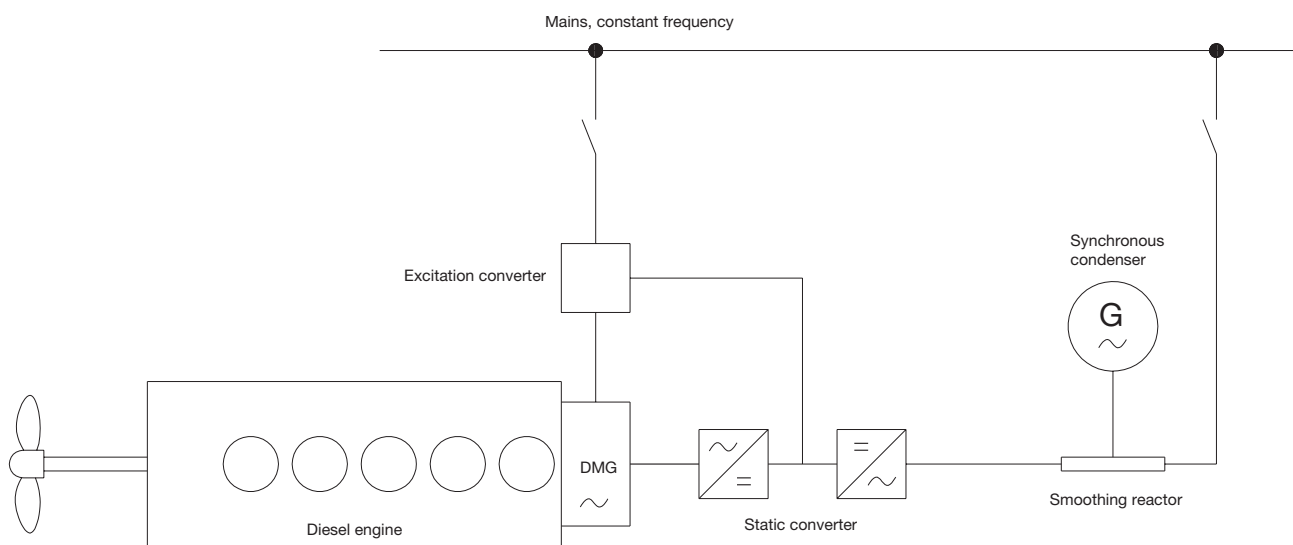 Mains, constant frequency
Synchronous
condenser
Excitation converter
G
DMG
Static converter
Smoothing reactor
Diesel engine